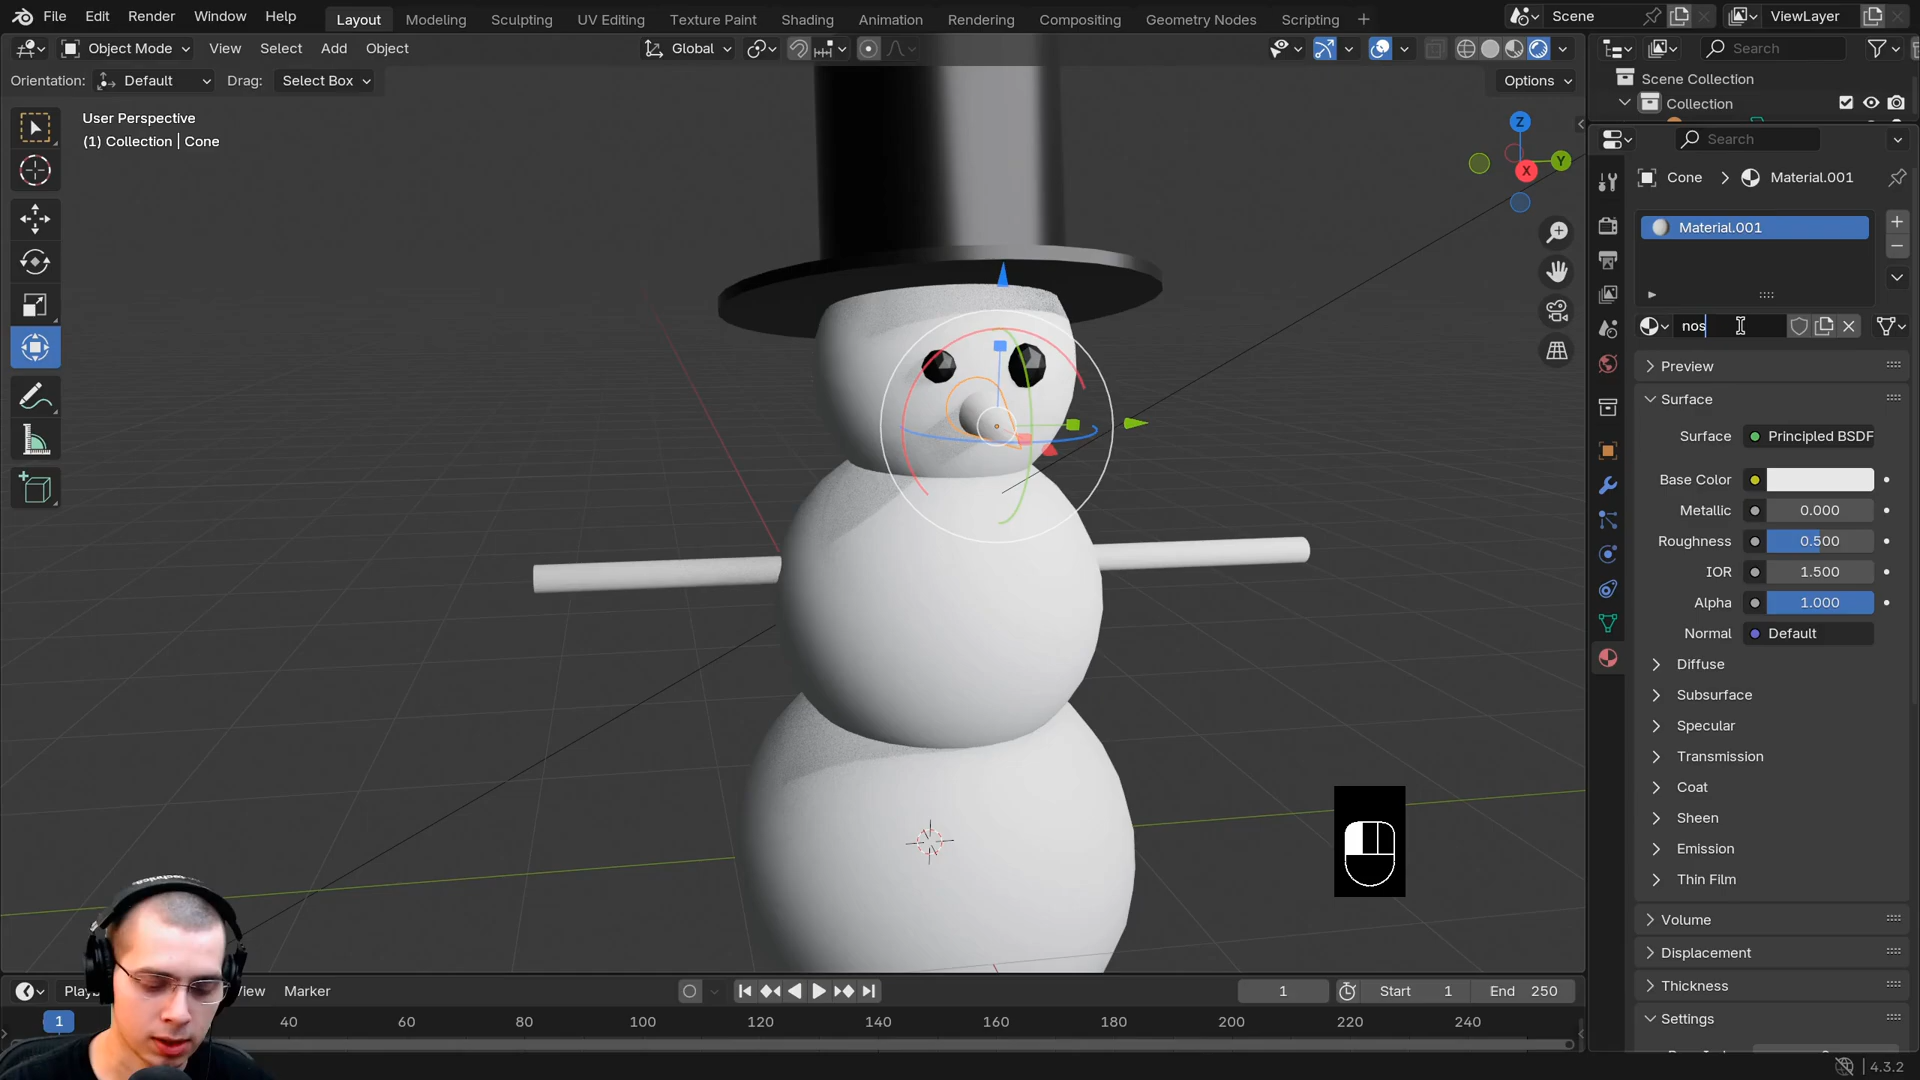 File Edit Render Window Help Layout Modeling Sculpting UV Editing Texture Paint Shading Animation Rendering Compositing Geometry Nodes Scripting Scene ViewLayer
Object Mode View Select Add Object Global Search
Orientation: Default Drag: Select Box Options
Scene Collection
Collection
User Perspective
(1) Collection | Cone
Z
Y
X
Search
Cone Material.001
Material.001
nos
Preview
Surface
Surface Principled BSDF
Base Color
Metallic 0.000
Roughness 0.500
IOR 1.500
Alpha 1.000
Normal Default
Diffuse
Subsurface
Specular
Transmission
Coat
Sheen
Emission
Thin Film
Volume
Displacement
Thickness
Settings
Marker 1 Start 1 End 250
1 40 60 80 100 120 140 160 180 200 220 240
4.3.2